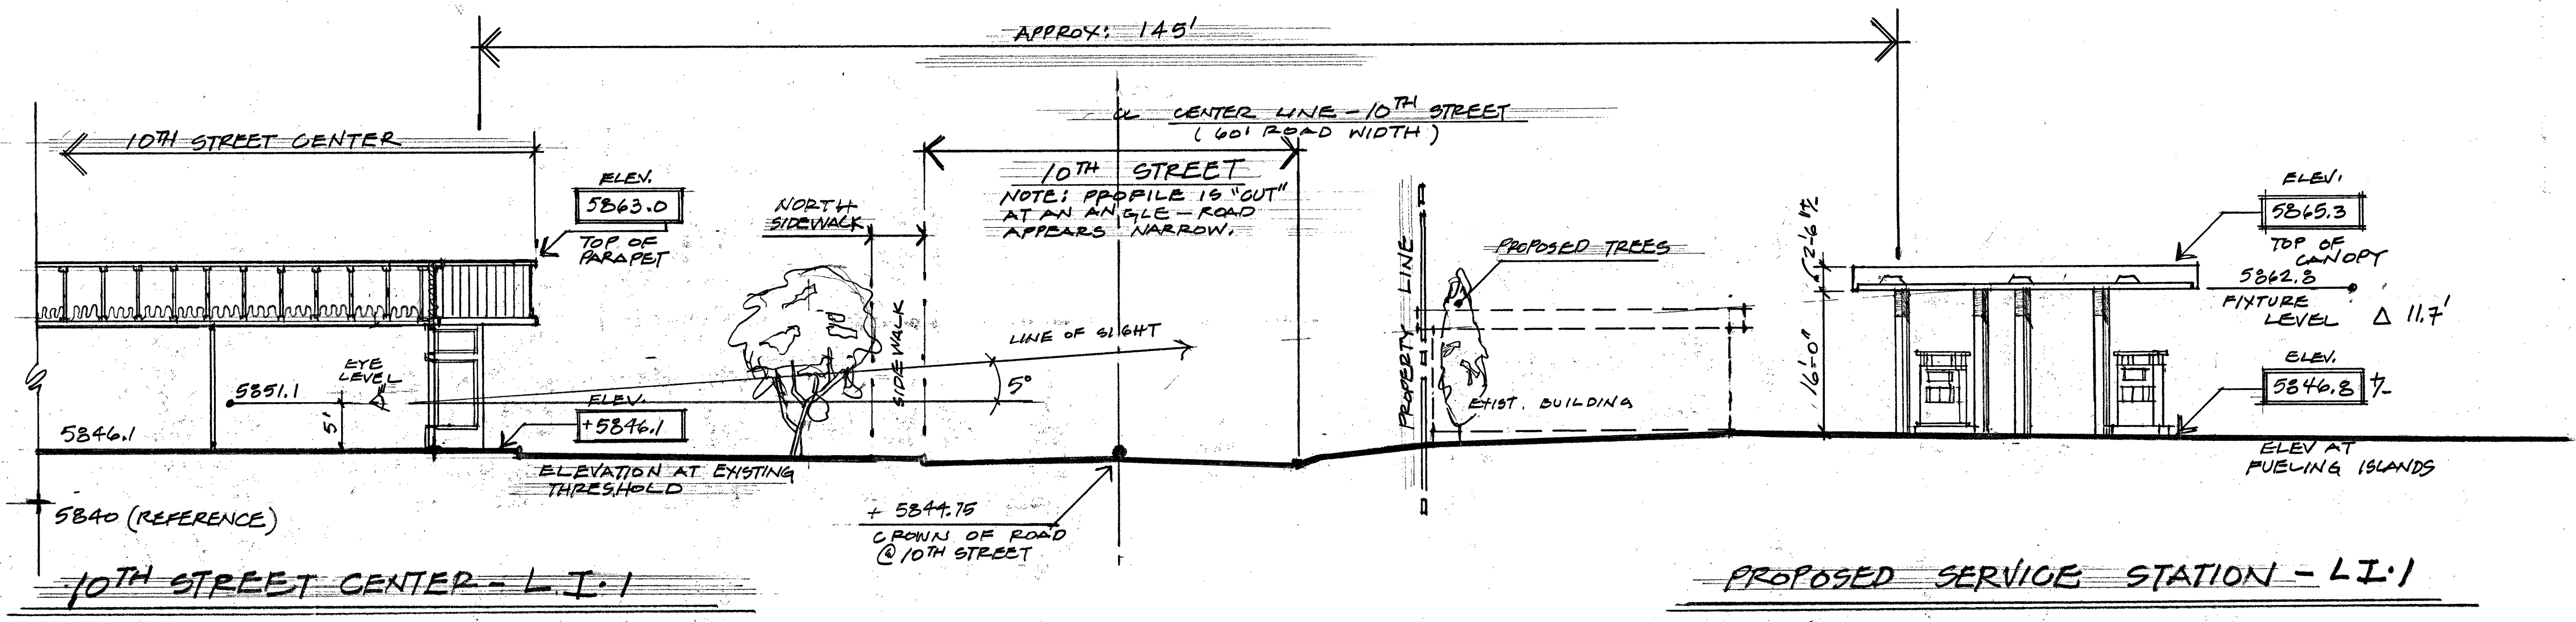 APPROX: 145'
CL CENTER LINE - 10TH STREET
(60' ROAD WIDTH)
10TH STREET CENTER
ELEV.
5863.0
TOP OF
PARAPET
NORTH
SIDEWALK
10TH STREET
NOTE: PROFILE IS "CUT"
AT AN ANGLE - ROAD
APPEARS NARROW.
SIDEWALK
LINE OF SIGHT
5°
PROPERTY LINE
PROPOSED TREES
EXIST. BUILDING
2'-6" +/-
16'-0"
ELEV.
5865.3
TOP OF
CANOPY
5862.8
FIXTURE
LEVEL
Δ 11.7'
ELEV.
5846.8 +/-
ELEV AT
FUELING ISLANDS
EYE
LEVEL
5851.1
5'
5846.1
ELEV.
+5846.1
ELEVATION AT EXISTING
THRESHOLD
5840 (REFERENCE)
+ 5844.75
CROWN OF ROAD
@ 10TH STREET
10TH STREET CENTER - L.I.1
PROPOSED SERVICE STATION - LI.1